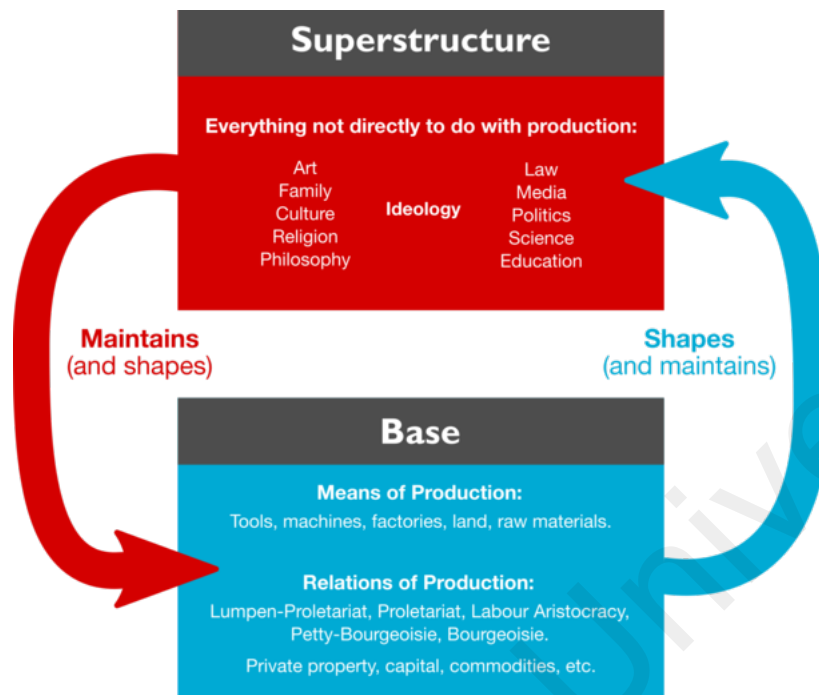 Superstructure
Everything not directly to do with production:
Art
Family
Culture
Religion
Philosophy
Ideology
Law
Media
Politics
Science
Education
Maintains
(and shapes)
Shapes
(and maintains)
Base
Means of Production:
Tools, machines, factories, land, raw materials.
Relations of Production:
Lumpen-Proletariat, Proletariat, Labour Aristocracy,
Petty-Bourgeoisie, Bourgeoisie.
Private property, capital, commodities, etc.